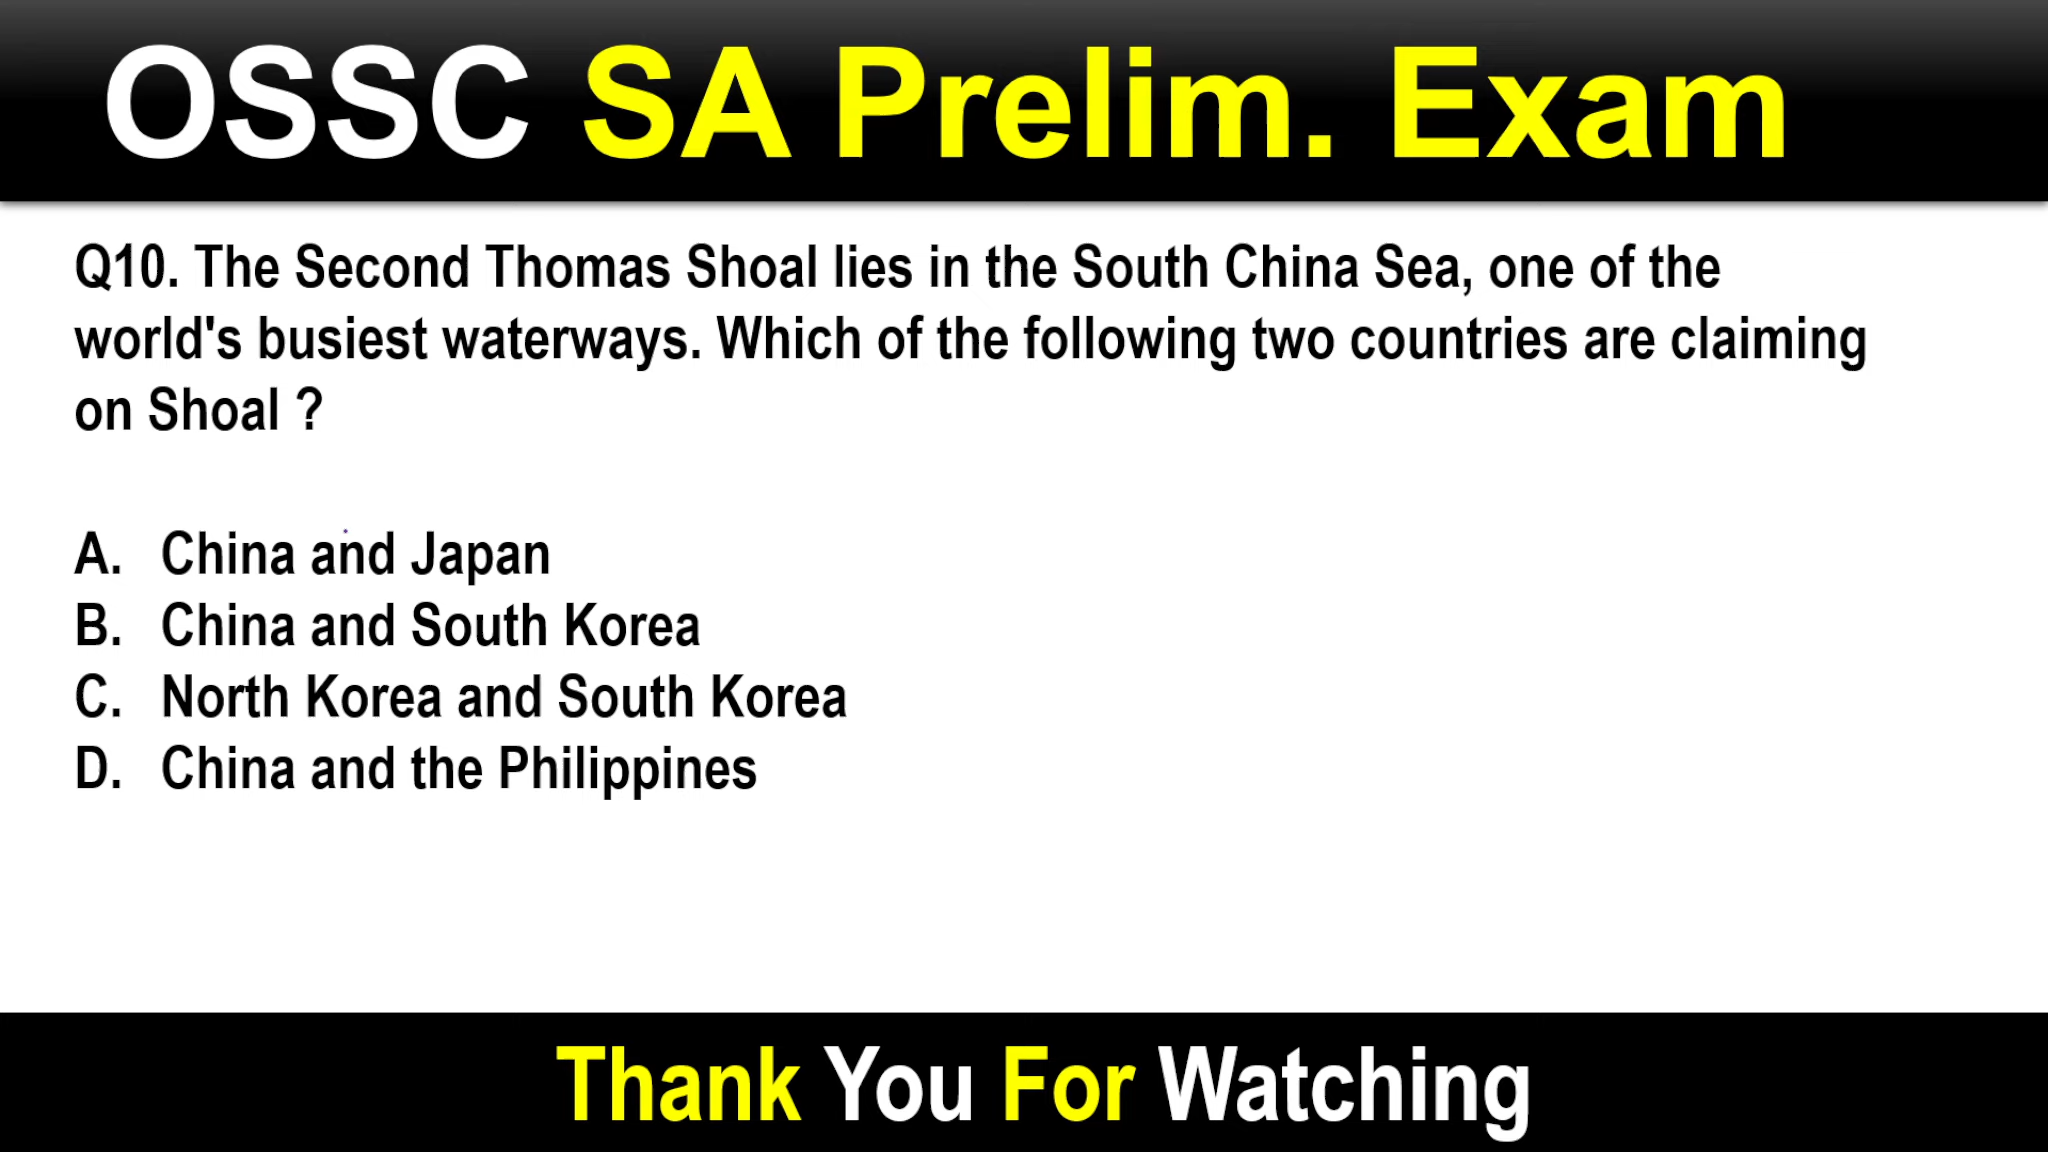 OSSC SA Prelim. Exam
Q10. The Second Thomas Shoal lies in the South China Sea, one of the
world's busiest waterways. Which of the following two countries are claiming
on Shoal ?
A. China and Japan
B. China and South Korea
C. North Korea and South Korea
D. China and the Philippines
Thank You For Watching